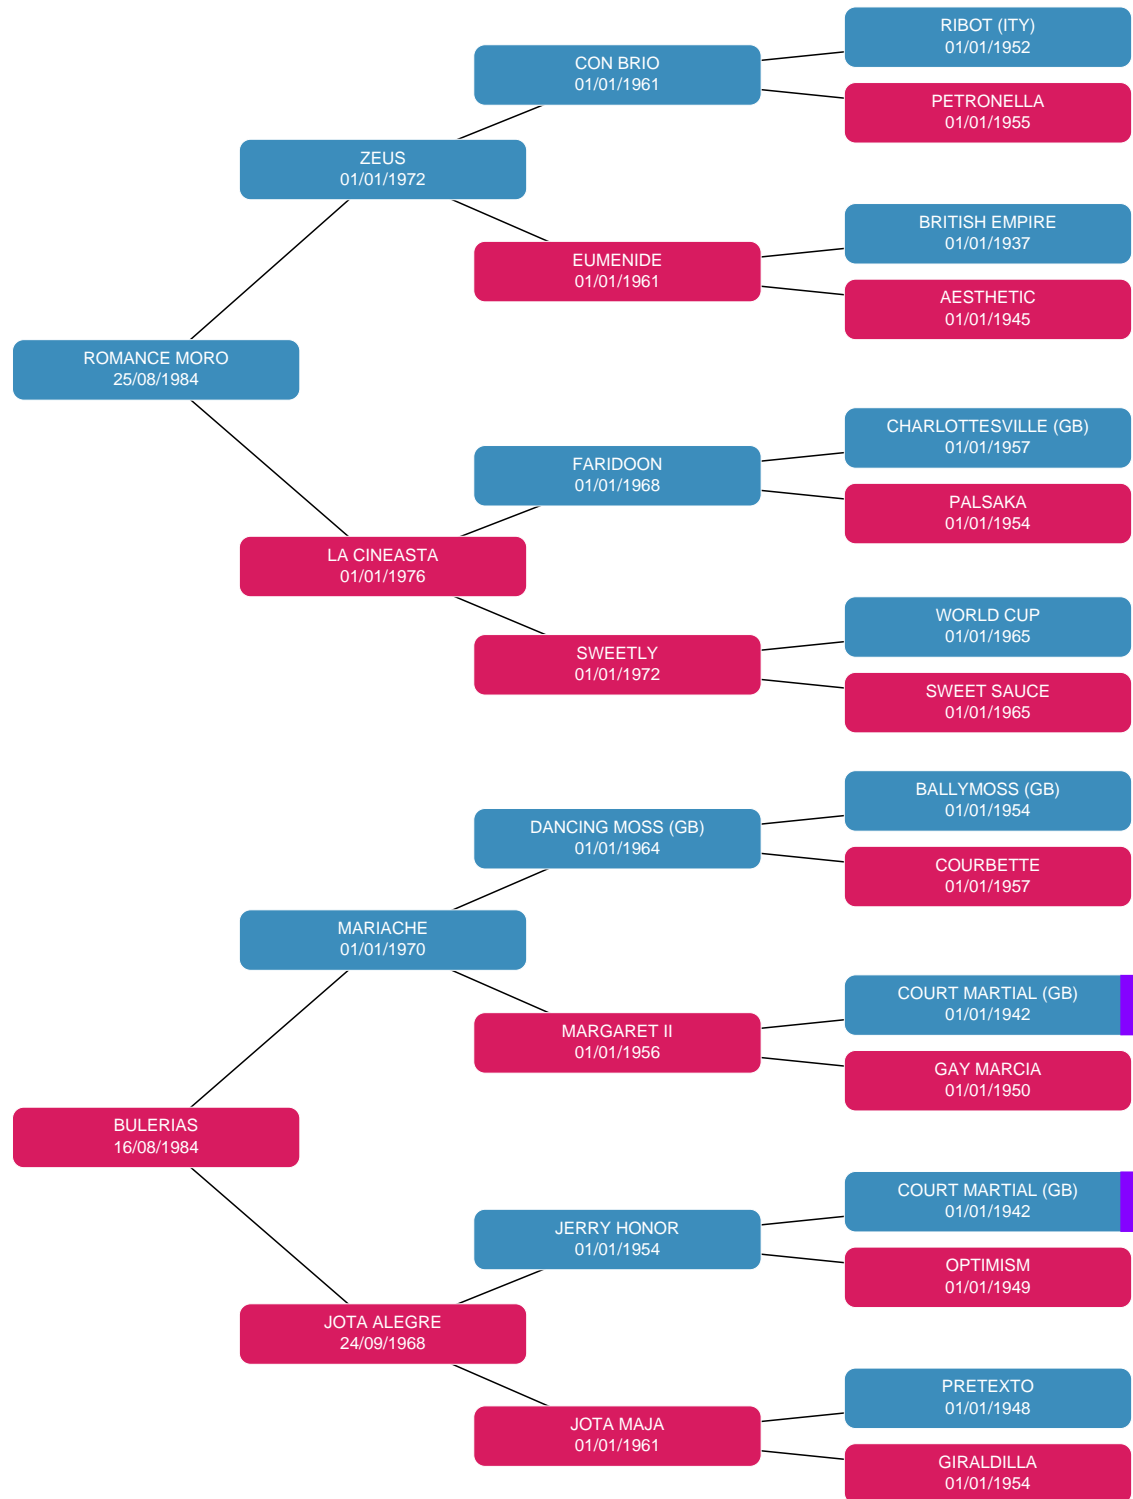 RIBOT (ITY)
01/01/1952
CON BRIO
01/01/1961
PETRONELLA
01/01/1955
ZEUS
01/01/1972
BRITISH EMPIRE
01/01/1937
EUMENIDE
01/01/1961
AESTHETIC
01/01/1945
ROMANCE MORO
25/08/1984
CHARLOTTESVILLE (GB)
01/01/1957
FARIDOON
01/01/1968
PALSAKA
01/01/1954
LA CINEASTA
01/01/1976
WORLD CUP
01/01/1965
SWEETLY
01/01/1972
SWEET SAUCE
01/01/1965
BALLYMOSS (GB)
01/01/1954
DANCING MOSS (GB)
01/01/1964
COURBETTE
01/01/1957
MARIACHE
01/01/1970
COURT MARTIAL (GB)
01/01/1942
MARGARET II
01/01/1956
GAY MARCIA
01/01/1950
BULERIAS
16/08/1984
COURT MARTIAL (GB)
01/01/1942
JERRY HONOR
01/01/1954
OPTIMISM
01/01/1949
JOTA ALEGRE
24/09/1968
PRETEXTO
01/01/1948
JOTA MAJA
01/01/1961
GIRALDILLA
01/01/1954